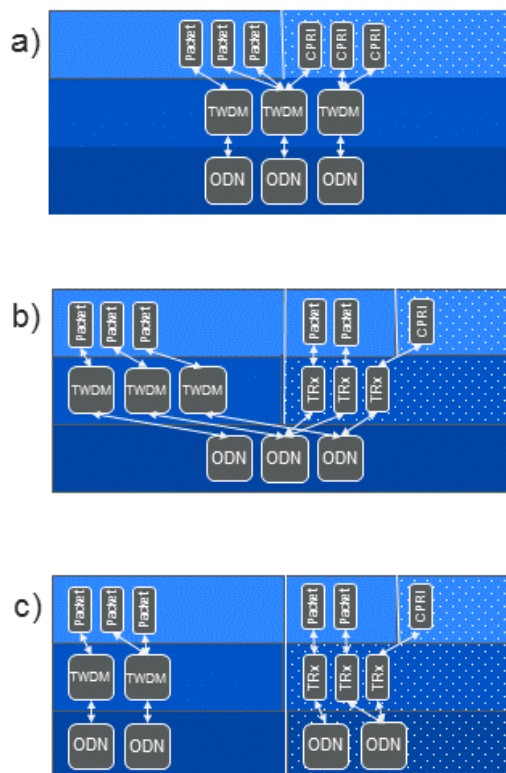 a)
Packet Packet Packet CPRI CPRI CPRI
TWDM TWDM TWDM
ODN ODN ODN
b)
Packet Packet Packet Packet Packet CPRI
TWDM TWDM TWDM TRx TRx TRx
ODN ODN ODN
c)
Packet Packet Packet Packet Packet CPRI
TWDM TWDM TRx TRx TRx
ODN ODN ODN ODN